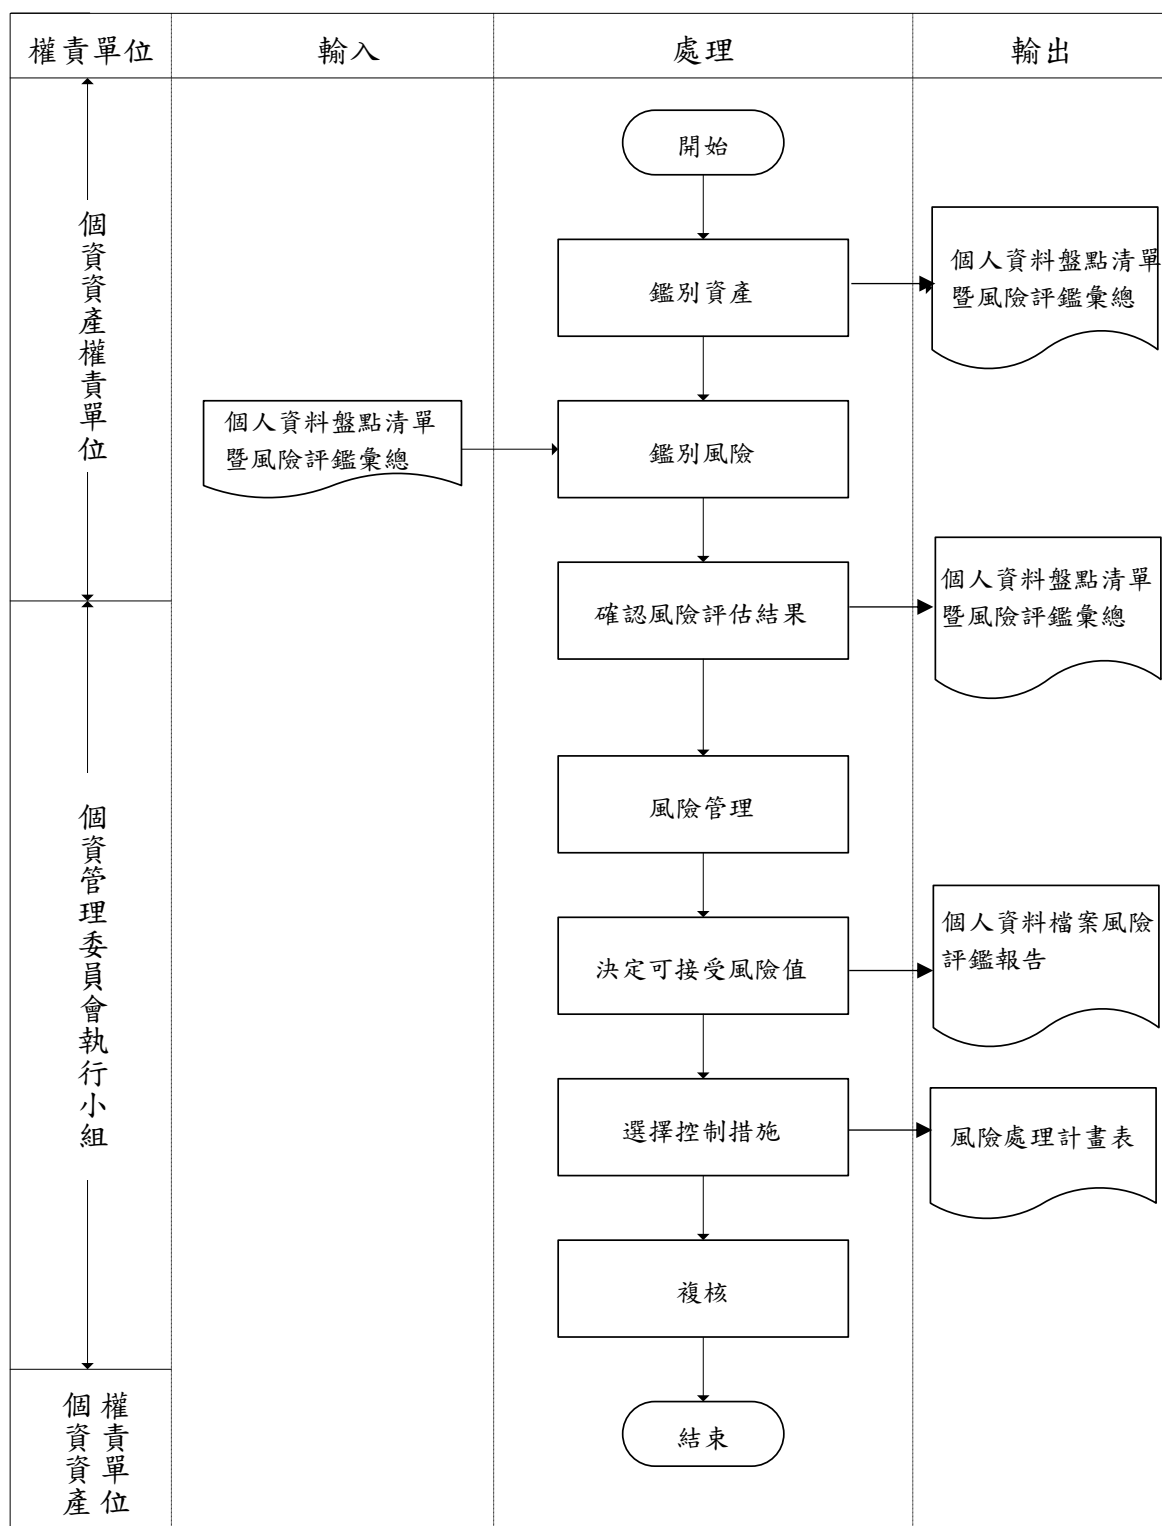 權責單位
輸入
處理
輸出
開始
個資資產權責單位
鑑別資產
個人資料盤點清單
暨風險評鑑彙總
個人資料盤點清單
暨風險評鑑彙總
鑑別風險
確認風險評估結果
個人資料盤點清單
暨風險評鑑彙總
個資管理委員會執行小組
風險管理
決定可接受風險值
個人資料檔案風險
評鑑報告
選擇控制措施
風險處理計畫表
複核
結束
個資資產
權責單位